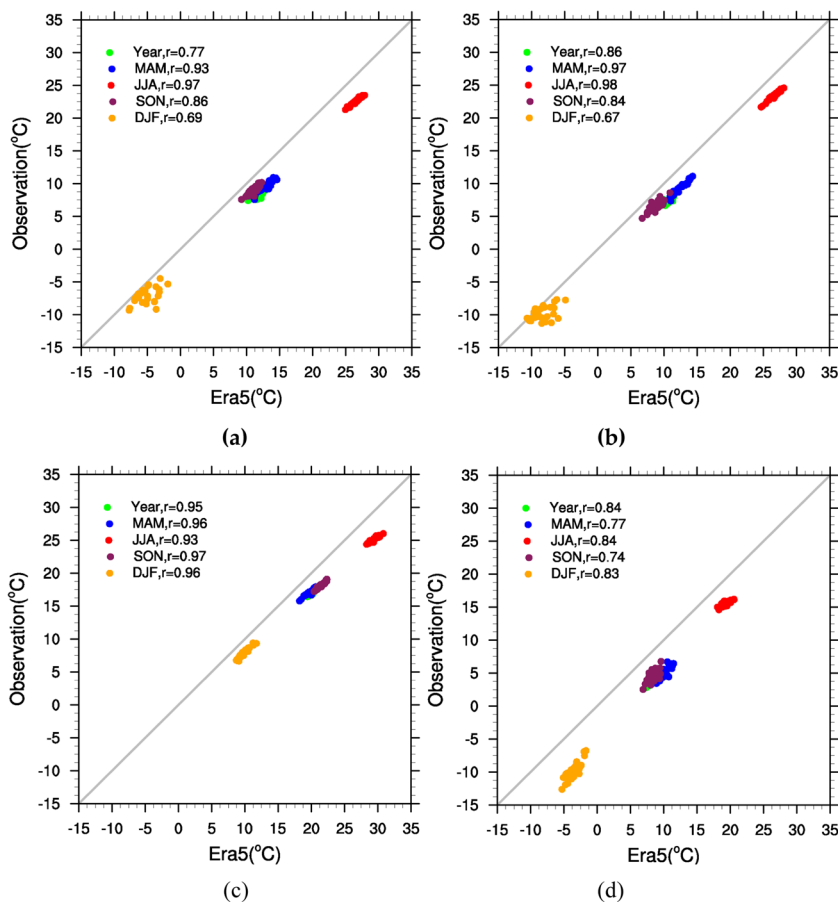 35
30
25
20
15
10
5
0
-5
-10
-15
Observation(°C)
Year,r=0.77
MAM,r=0.93
JJA,r=0.97
SON,r=0.86
DJF,r=0.69
-15 -10 -5 0 5 10 15 20 25 30 35
Era5(°C)
(a)
35
30
25
20
15
10
5
0
-5
-10
-15
Observation(°C)
Year,r=0.86
MAM,r=0.97
JJA,r=0.98
SON,r=0.84
DJF,r=0.67
-15 -10 -5 0 5 10 15 20 25 30 35
Era5(°C)
(b)
35
30
25
20
15
10
5
0
-5
-10
-15
Observation(°C)
Year,r=0.95
MAM,r=0.96
JJA,r=0.93
SON,r=0.97
DJF,r=0.96
-15 -10 -5 0 5 10 15 20 25 30 35
Era5(°C)
(c)
35
30
25
20
15
10
5
0
-5
-10
-15
Observation(°C)
Year,r=0.84
MAM,r=0.77
JJA,r=0.84
SON,r=0.74
DJF,r=0.83
-15 -10 -5 0 5 10 15 20 25 30 35
Era5(°C)
(d)